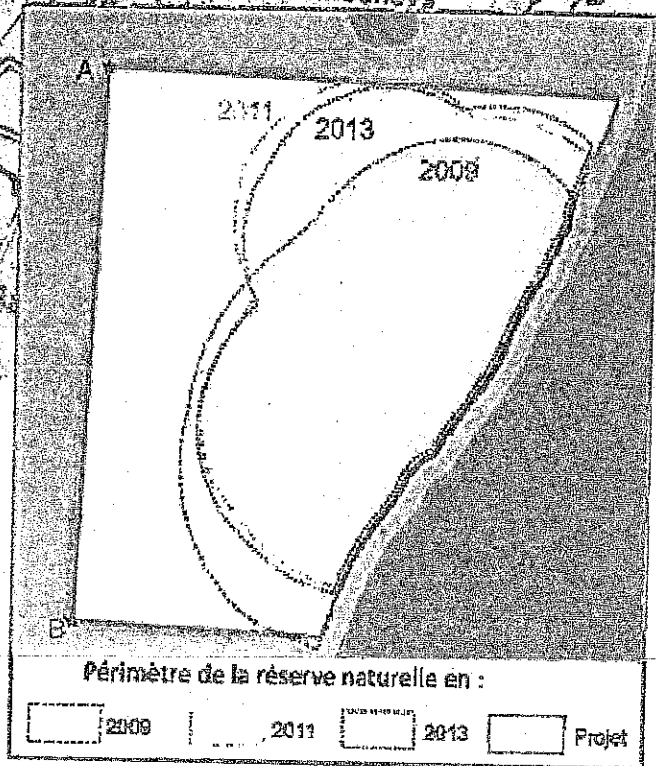 A
2011
2013
2009
B
Périmètre de la réserve naturelle en :
2009 2011 2013 Projet